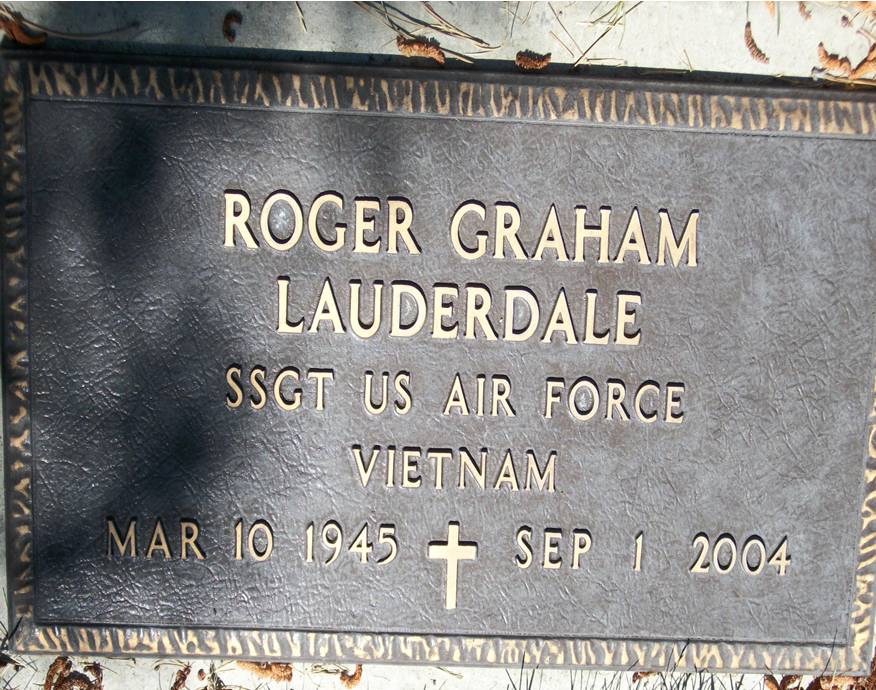 ROGER GRAHAM
LAUDERDALE
SSGT US AIR FORCE
VIETNAM
MAR 10 1945 SEP 1 2004